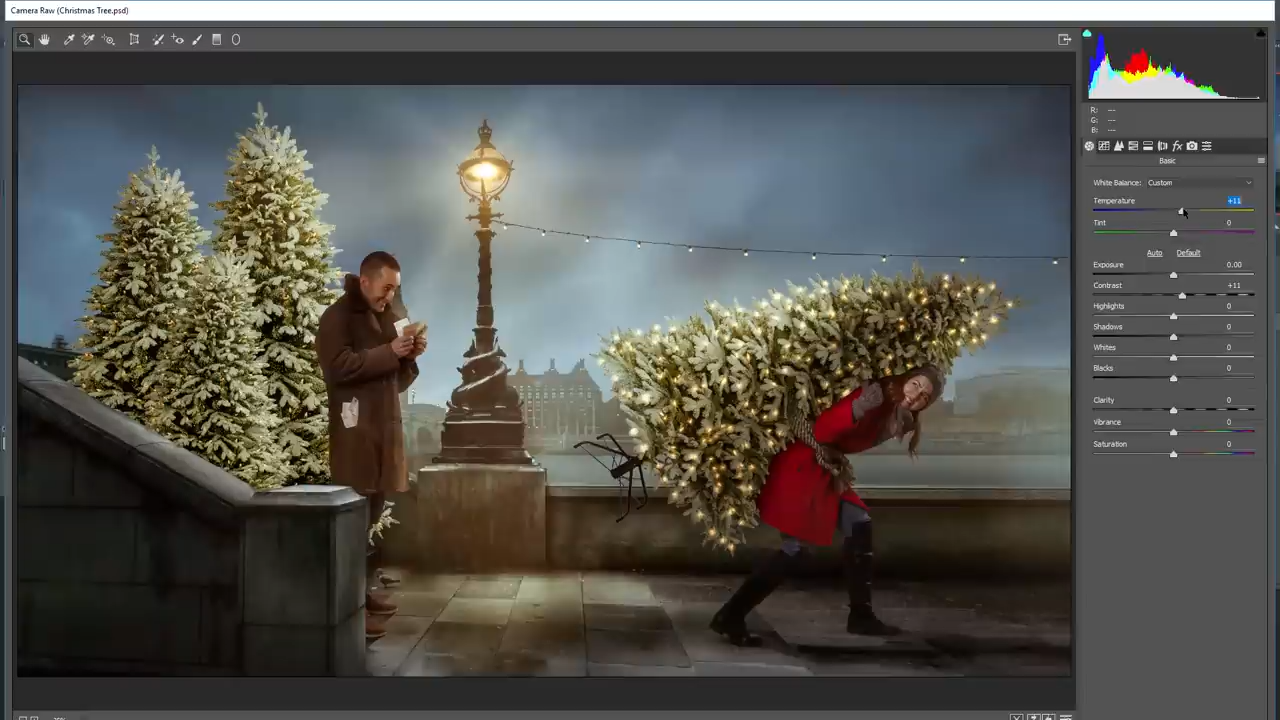 Camera Raw (Christmas Tree.psd)
R: ---
G: ---
B: ---
Basic
White Balance: Custom
Temperature +11
Tint 0
Auto Default
Exposure 0.00
Contrast +11
Highlights 0
Shadows 0
Whites 0
Blacks 0
Clarity 0
Vibrance 0
Saturation 0